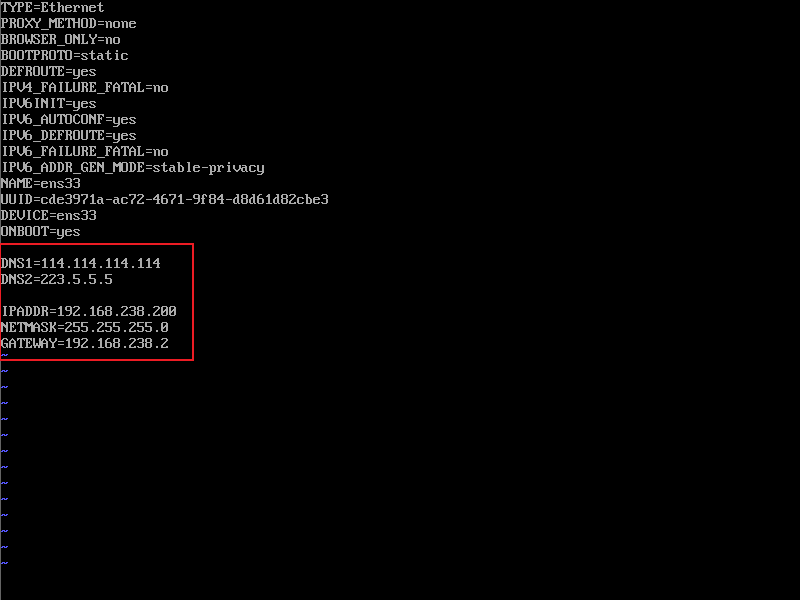 TYPE=Ethernet
PROXY_METHOD=none
BROWSER_ONLY=no
BOOTPROTO=static
DEFROUTE=yes
IPV4_FAILURE_FATAL=no
IPV6INIT=yes
IPV6_AUTOCONF=yes
IPV6_DEFROUTE=yes
IPV6_FAILURE_FATAL=no
IPV6_ADDR_GEN_MODE=stable-privacy
NAME=ens33
UUID=cde3971a-ac72-4671-9f84-d8d61d82cbe3
DEVICE=ens33
ONBOOT=yes
DNS1=114.114.114.114
DNS2=223.5.5.5
IPADDR=192.168.238.200
NETMASK=255.255.255.0
GATEWAY=192.168.238.2
~
~
~
~
~
~
~
~
~
~
~
~
~
~